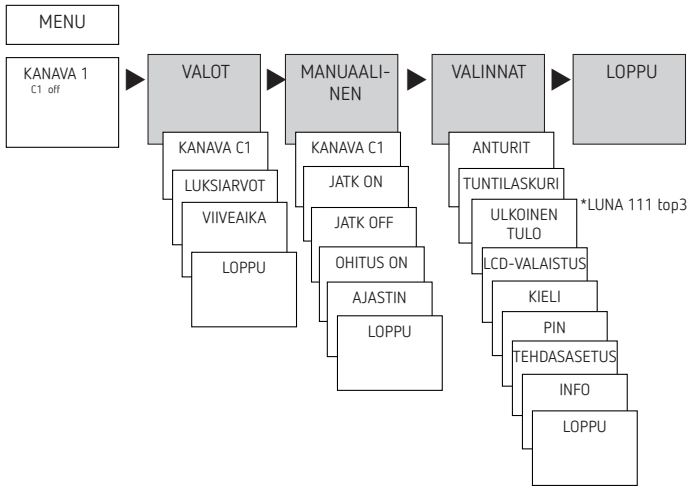 MENU
KANAVA 1
C1 off
VALOT
KANAVA C1
LUKSIARVOT
VIIVEAIKA
LOPPU
MANUAALI-
NEN
KANAVA C1
JATK ON
JATK OFF
OHITUS ON
AJASTIN
LOPPU
VALINNAT
ANTURIT
TUNTILASKURI
ULKOINEN
TULO
*LUNA 111 top3
LCD-VALAISTUS
KIELI
PIN
TEHDASASETUS
INFO
LOPPU
LOPPU